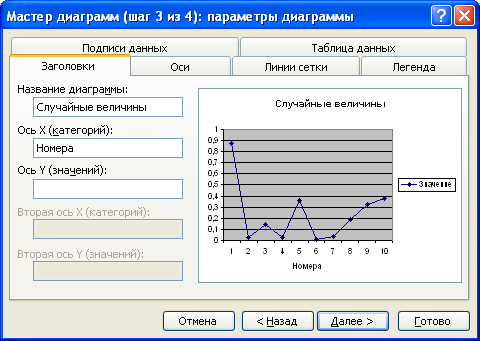 Мастер диаграмм (шаг 3 из 4): параметры диаграммы
Подписи данных
Таблица данных
Заголовки
Оси
Линии сетки
Легенда
Название диаграммы:
Случайные величины
Ось X (категорий):
Номера
Ось Y (значений):
Вторая ось X (категорий):
Вторая ось Y (значений):
Случайные величины
1
0,9
0,8
0,7
0,6
0,5
0,4
0,3
0,2
0,1
0
1 2 3 4 5 6 7 8 9 10
Номера
Значение
Отмена
< Назад
Далее >
Готово